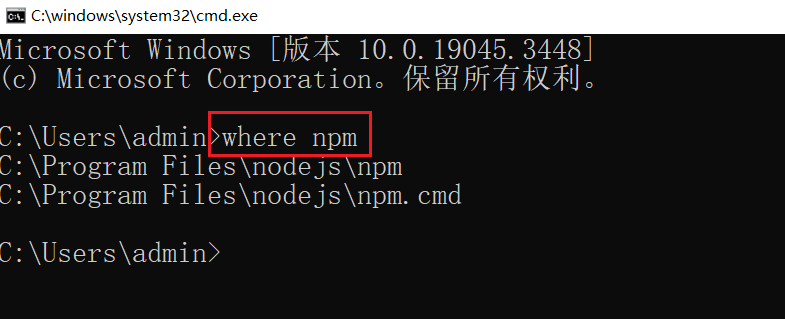 C:\windows\system32\cmd.exe
Microsoft Windows [版本 10.0.19045.3448]
(c) Microsoft Corporation。保留所有权利。
C:\Users\admin>where npm
C:\Program Files\nodejs\npm
C:\Program Files\nodejs\npm.cmd
C:\Users\admin>